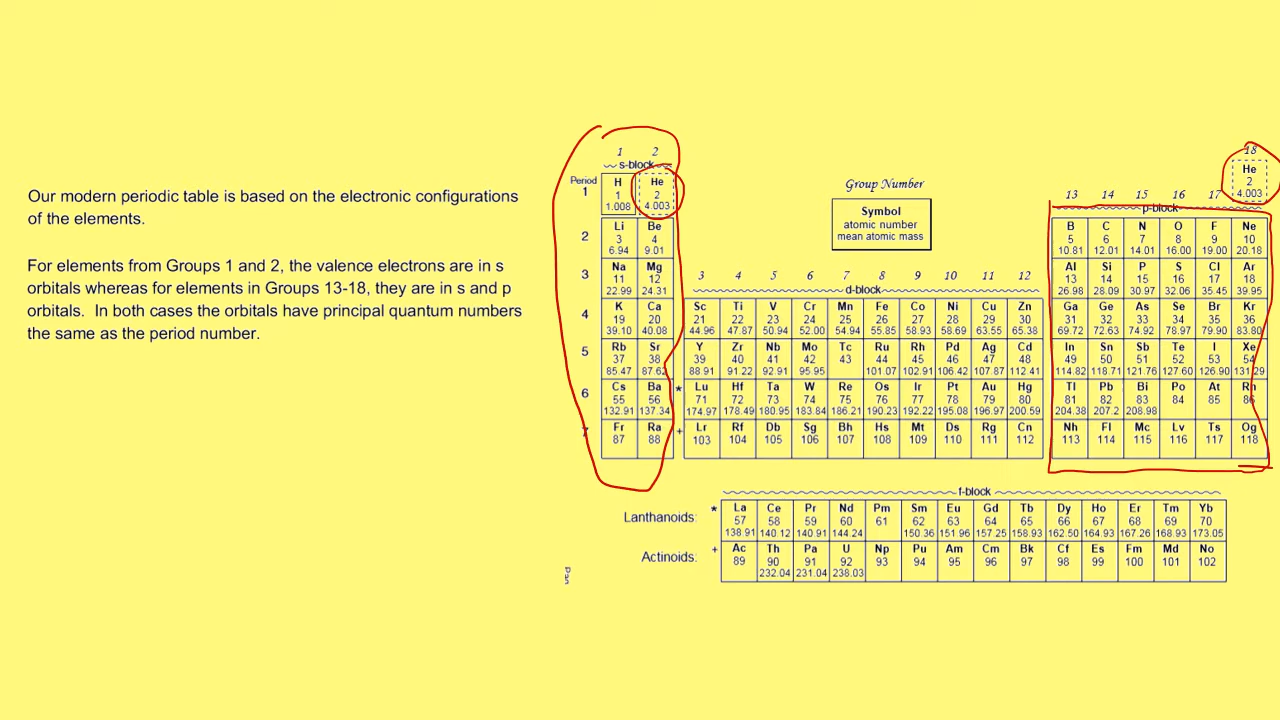 Our modern periodic table is based on the electronic configurations
of the elements.
For elements from Groups 1 and 2, the valence electrons are in s
orbitals whereas for elements in Groups 13-18, they are in s and p
orbitals. In both cases the orbitals have principal quantum numbers
the same as the period number.
1 2 18
s-block
Period
1 H He He
1 2 2
1.008 4.003 4.003
Group Number
Symbol
atomic number
mean atomic mass
13 14 15 16 17
p-block
2 Li Be B C N O F Ne
3 4 5 6 7 8 9 10
6.94 9.01 10.81 12.01 14.01 16.00 19.00 20.18
3 Na Mg Al Si P S Cl Ar
11 12 13 14 15 16 17 18
22.99 24.31 26.98 28.09 30.97 32.06 35.45 39.95
3 4 5 6 7 8 9 10 11 12
d-block
4 K Ca Sc Ti V Cr Mn Fe Co Ni Cu Zn Ga Ge As Se Br Kr
19 20 21 22 23 24 25 26 27 28 29 30 31 32 33 34 35 36
39.10 40.08 44.96 47.87 50.94 52.00 54.94 55.85 58.93 58.69 63.55 65.38 69.72 72.63 74.92 78.97 79.90 83.80
5 Rb Sr Y Zr Nb Mo Tc Ru Rh Pd Ag Cd In Sn Sb Te I Xe
37 38 39 40 41 42 43 44 45 46 47 48 49 50 51 52 53 54
85.47 87.62 88.91 91.22 92.91 95.95 101.07 102.91 106.42 107.87 112.41 114.82 118.71 121.76 127.60 126.90 131.29
6 Cs Ba * Lu Hf Ta W Re Os Ir Pt Au Hg Tl Pb Bi Po At Rn
55 56 71 72 73 74 75 76 77 78 79 80 81 82 83 84 85 86
132.91 137.34 174.97 178.49 180.95 183.84 186.21 190.23 192.22 195.08 196.97 200.59 204.38 207.2 208.98
7 Fr Ra + Lr Rf Db Sg Bh Hs Mt Ds Rg Cn Nh Fl Mc Lv Ts Og
87 88 103 104 105 106 107 108 109 110 111 112 113 114 115 116 117 118
f-block
Lanthanoids: * La Ce Pr Nd Pm Sm Eu Gd Tb Dy Ho Er Tm Yb
57 58 59 60 61 62 63 64 65 66 67 68 69 70
138.91 140.12 140.91 144.24 150.36 151.96 157.25 158.93 162.50 164.93 167.26 168.93 173.05
Actinoids: + Ac Th Pa U Np Pu Am Cm Bk Cf Es Fm Md No
89 90 91 92 93 94 95 96 97 98 99 100 101 102
232.04 231.04 238.03